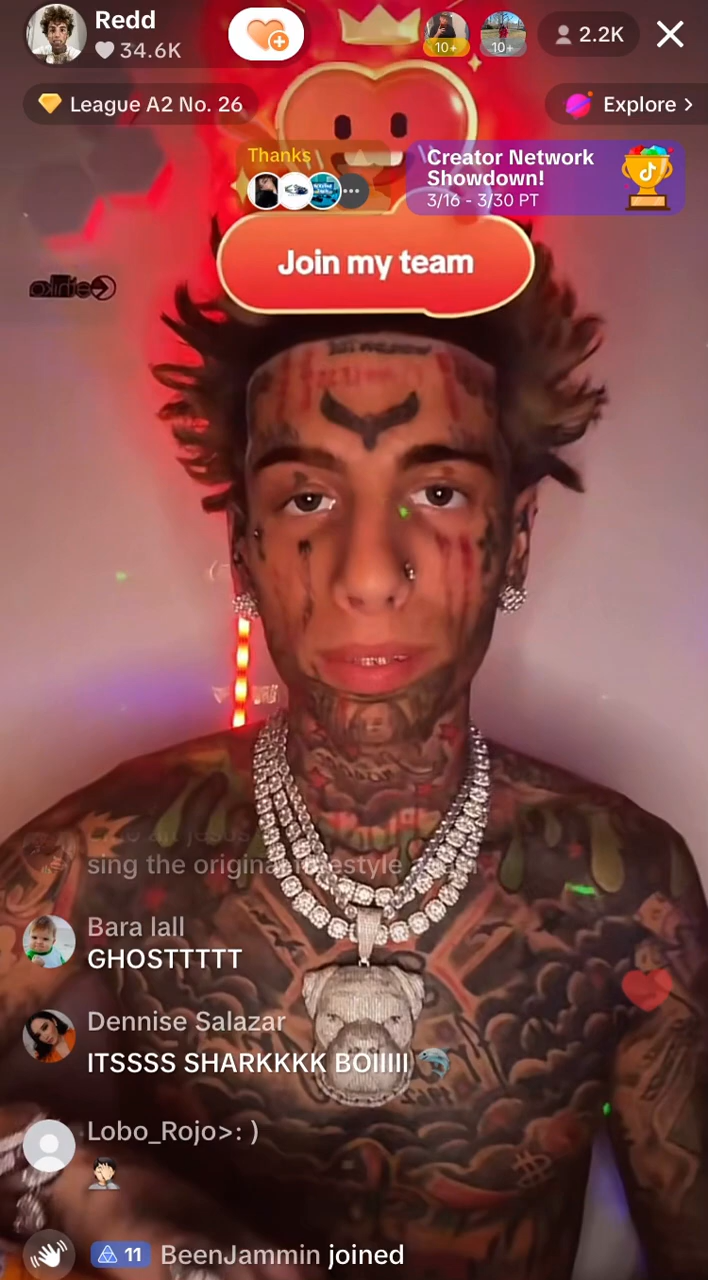 Redd
34.6K
10+
10+
2.2K
League A2 No. 26
Explore >
Thanks
Creator Network
Showdown!
3/16 - 3/30 PT
Join my team
sing the original
Bara lall
GHOSTTTTT
Dennise Salazar
ITSSSS SHARKKKK BOIIIII 🐬
Lobo_Rojo>: )
🤦🏻
11 BeenJammin joined